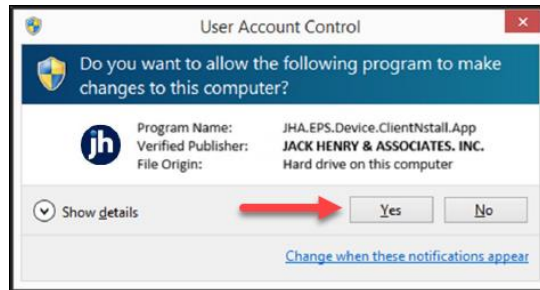 User Account Control
Do you want to allow the following program to make
changes to this computer?
jh
Program Name: JHA.EPS.Device.ClientNstall.App
Verified Publisher: JACK HENRY & ASSOCIATES. INC.
File Origin: Hard drive on this computer
Show details
Yes No
Change when these notifications appear